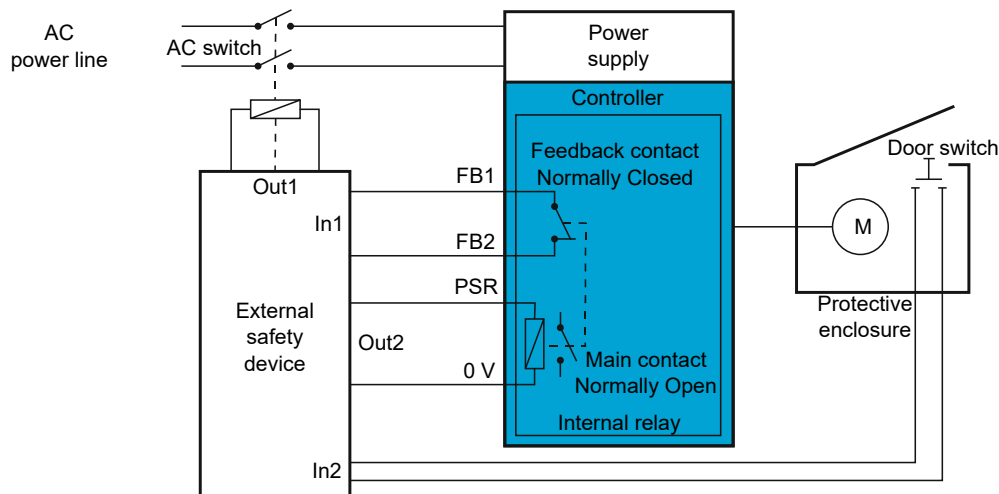 AC
power line
AC switch
Power
supply
Controller
Feedback contact
Normally Closed
Door switch
Out1
FB1
In1
FB2
M
PSR
External
safety
device
Out2
Protective
enclosure
Main contact
Normally Open
0 V
Internal relay
In2